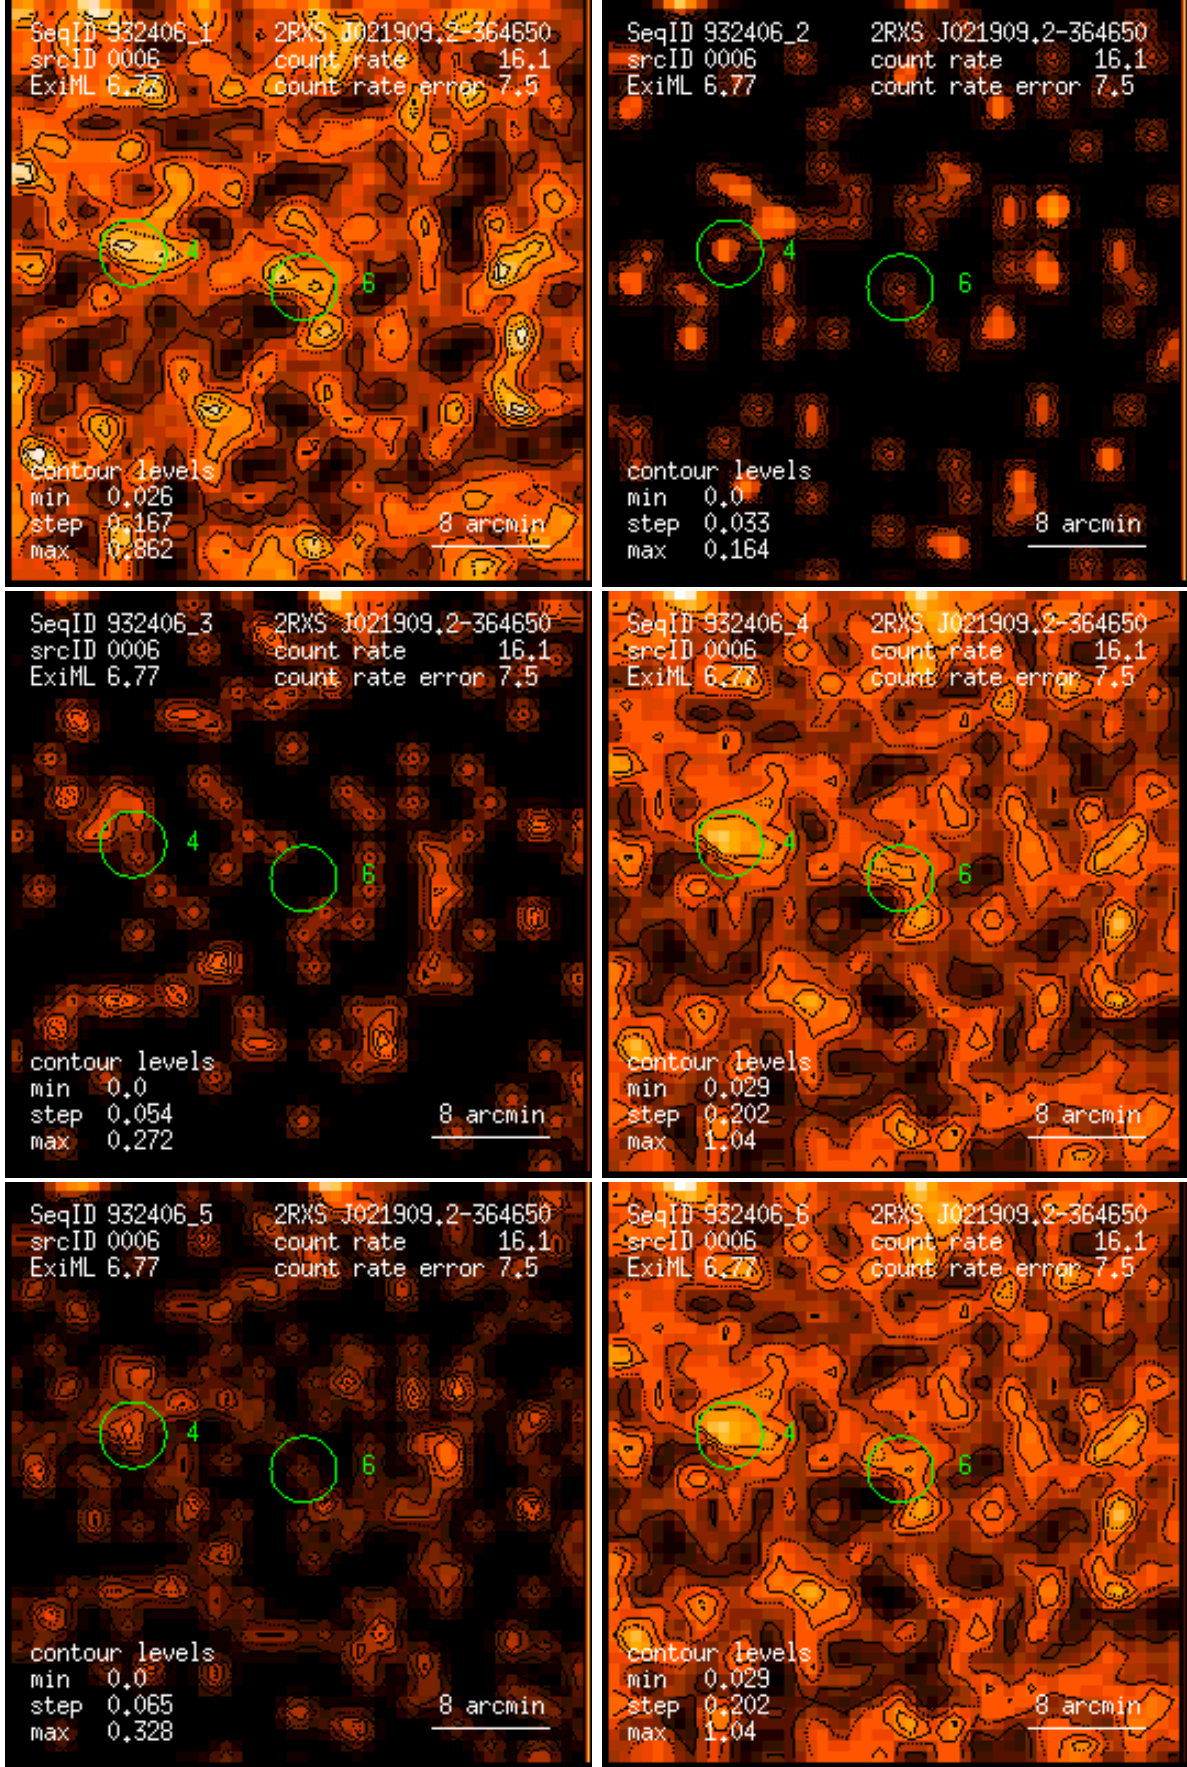 SeqID 932406_1 2RXS J021909.2-364650
srcID 0006 count rate 16.1
ExiML 6.77 count rate error 7.5
4
6
contour levels
min 0.026
step 0.167 8 arcmin
max 0.862
SeqID 932406_2 2RXS J021909.2-364650
srcID 0006 count rate 16.1
ExiML 6.77 count rate error 7.5
4
6
contour levels
min 0.0
step 0.033 8 arcmin
max 0.164
SeqID 932406_3 2RXS J021909.2-364650
srcID 0006 count rate 16.1
ExiML 6.77 count rate error 7.5
4
6
contour levels
min 0.0
step 0.054 8 arcmin
max 0.272
SeqID 932406_4 2RXS J021909.2-364650
srcID 0006 count rate 16.1
ExiML 6.77 count rate error 7.5
4
6
contour levels
min 0.029
step 0.202 8 arcmin
max 1.04
SeqID 932406_5 2RXS J021909.2-364650
srcID 0006 count rate 16.1
ExiML 6.77 count rate error 7.5
4
6
contour levels
min 0.0
step 0.065 8 arcmin
max 0.328
SeqID 932406_6 2RXS J021909.2-364650
srcID 0006 count rate 16.1
ExiML 6.77 count rate error 7.5
4
6
contour levels
min 0.029
step 0.202 8 arcmin
max 1.04